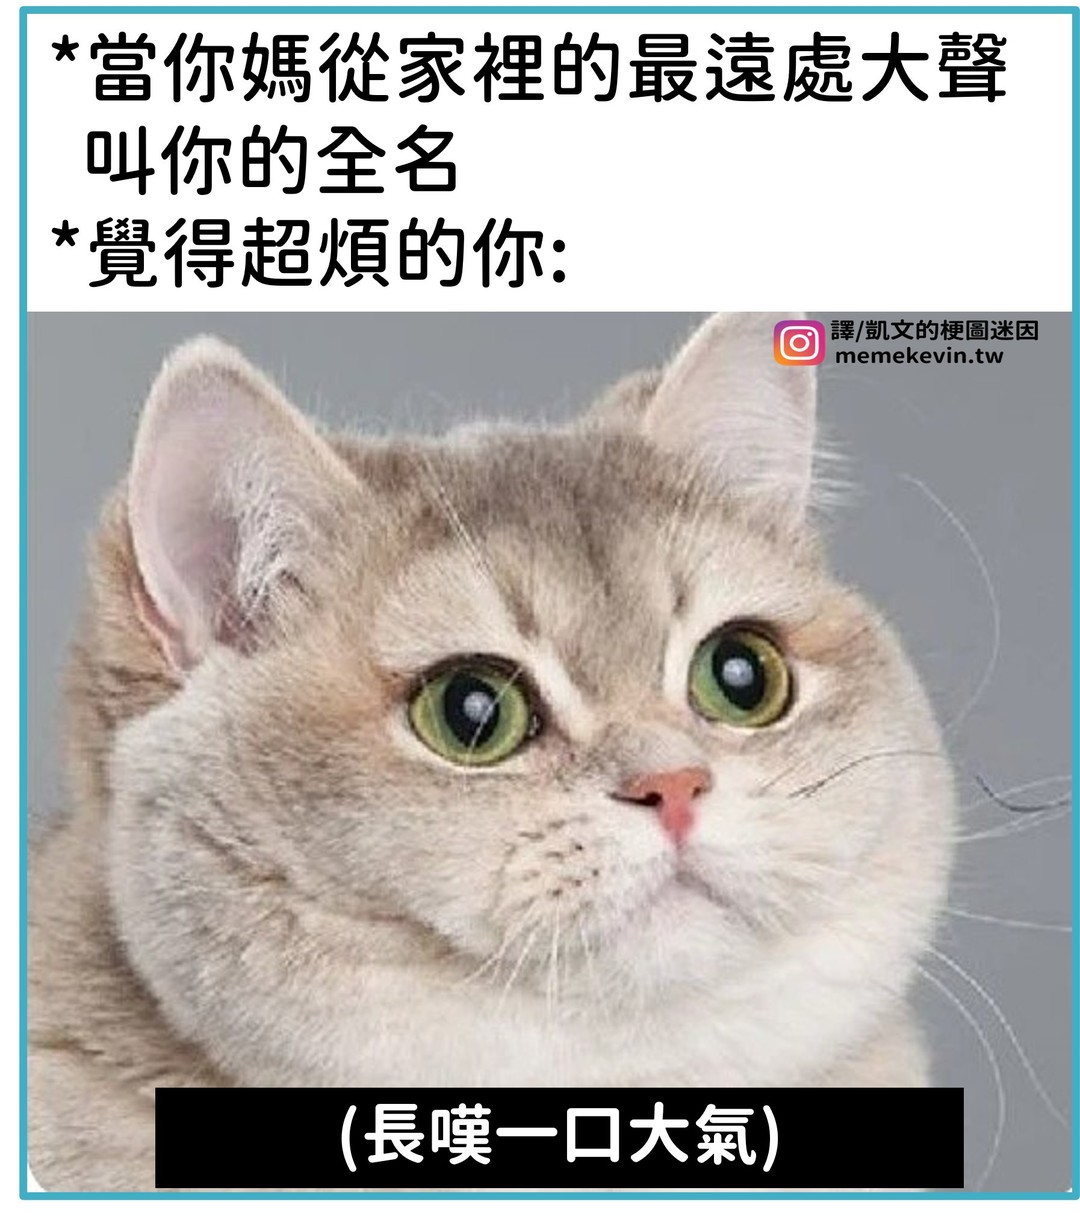 *當你媽從家裡的最遠處大聲
叫你的全名
*覺得超煩的你:
譯/凱文的梗圖迷因
memekevin.tw
(長嘆一口大氣)